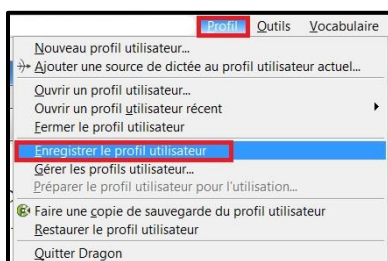 Profil Outils Vocabulaire
Nouveau profil utilisateur...
Ajouter une source de dictée au profil utilisateur actuel...
Ouvrir un profil utilisateur...
Ouvrir un profil utilisateur récent
Fermer le profil utilisateur
Enregistrer le profil utilisateur
Gérer les profils utilisateur...
Préparer le profil utilisateur pour l'utilisation...
Faire une copie de sauvegarde du profil utilisateur
Restaurer le profil utilisateur
Quitter Dragon